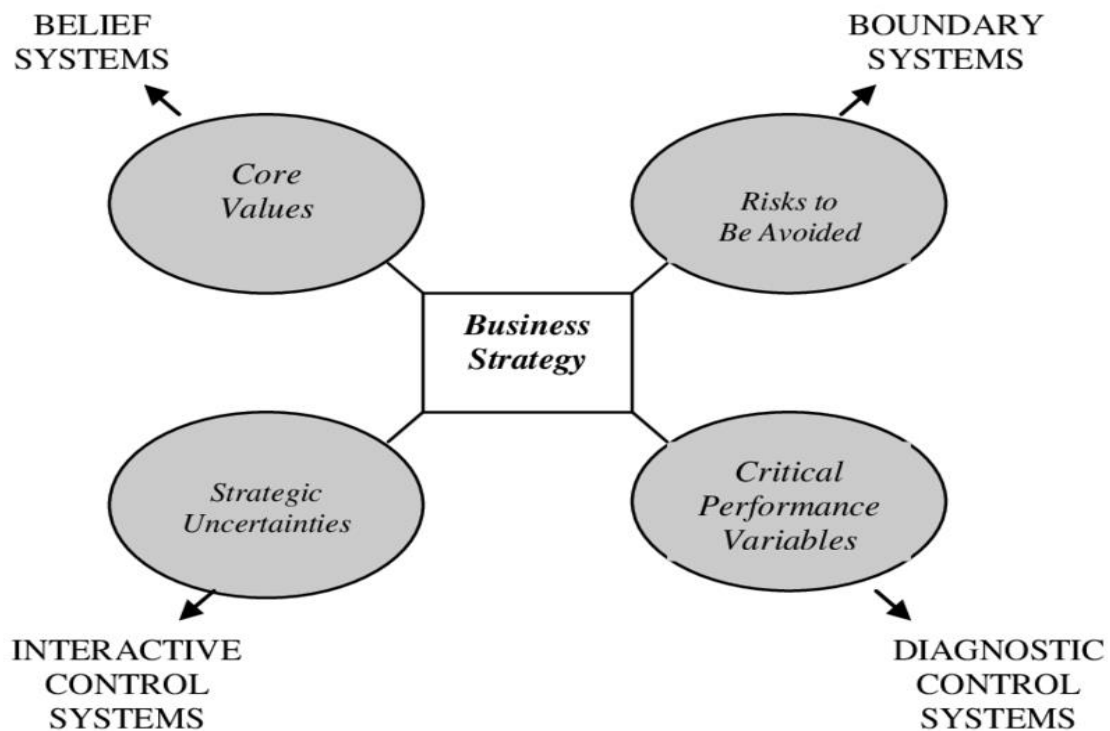 BELIEF
SYSTEMS
BOUNDARY
SYSTEMS
Core
Values
Risks to
Be Avoided
Business
Strategy
Strategic
Uncertainties
Critical
Performance
Variables
INTERACTIVE
CONTROL
SYSTEMS
DIAGNOSTIC
CONTROL
SYSTEMS